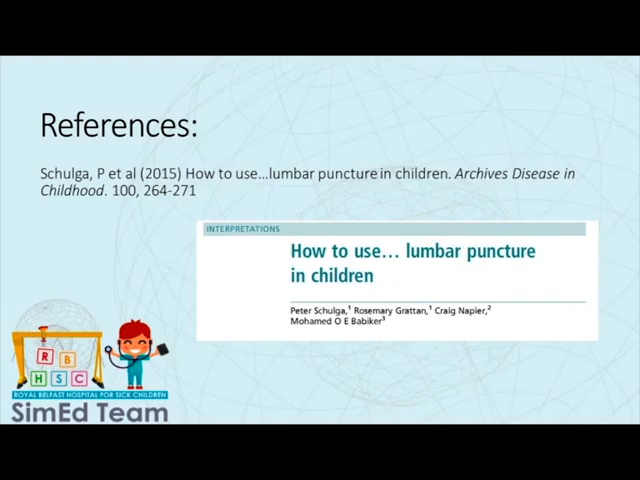 References:
Schulga, P et al (2015) How to use...lumbar puncture in children. Archives Disease in
Childhood. 100, 264-271
INTERPRETATIONS
How to use... lumbar puncture
in children
Peter Schulga,¹ Rosemary Grattan,¹ Craig Napier,²
Mohamed O E Babiker³
R B
H S C
ROYAL BELFAST HOSPITAL FOR SICK CHILDREN
SimEd Team